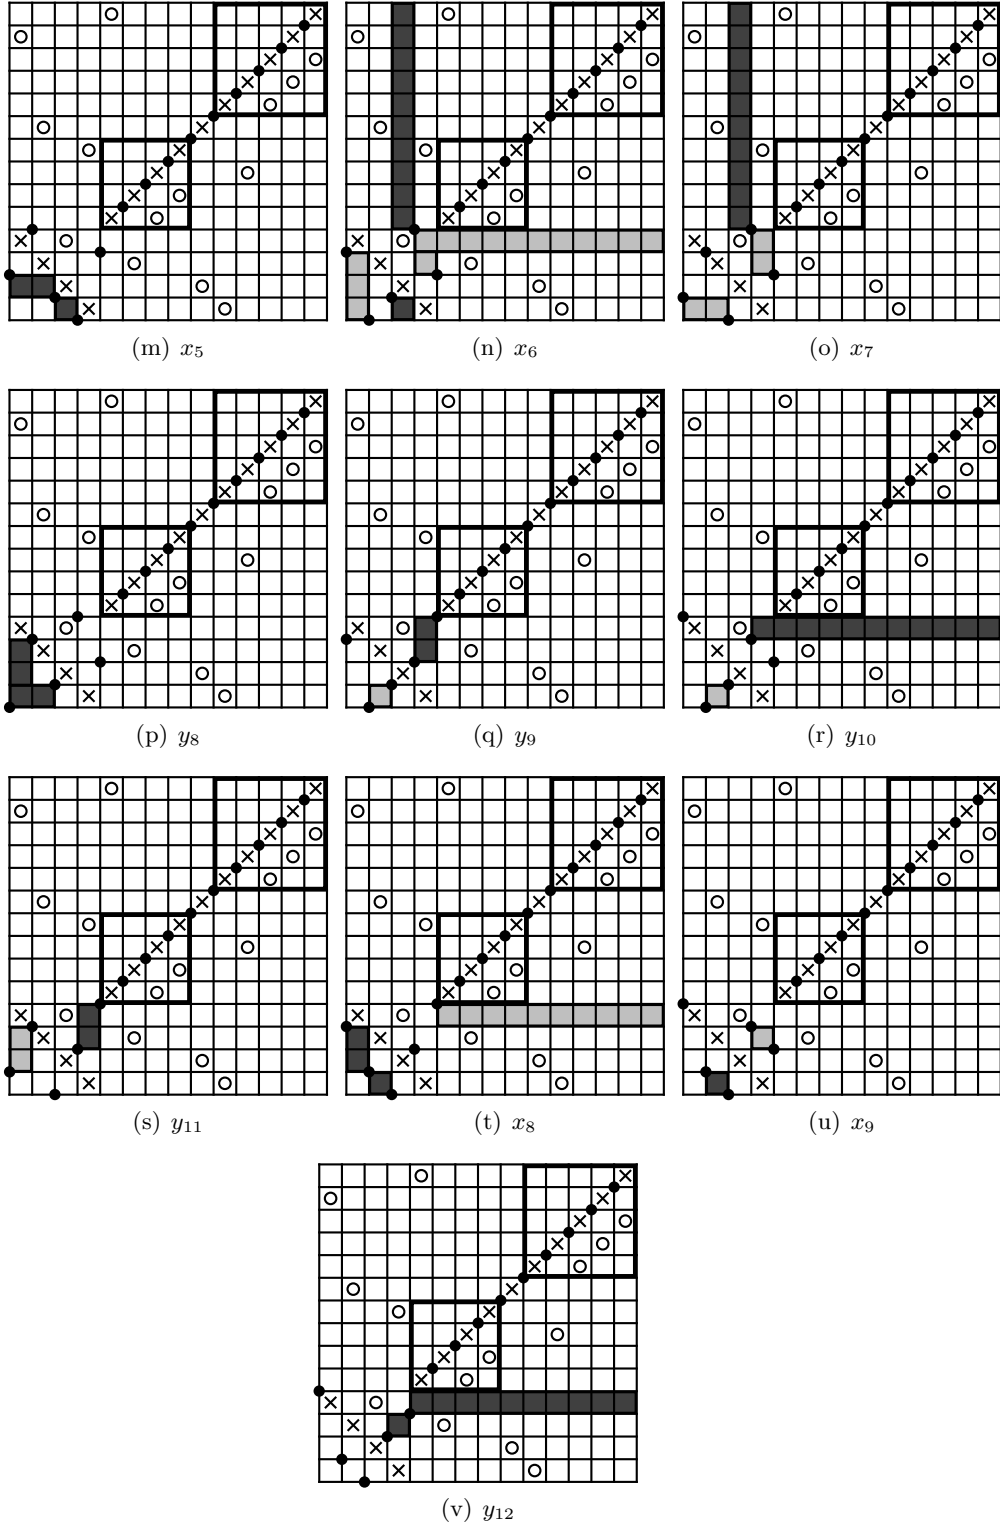 (m) x₅
(n) x₆
(o) x₇
(p) y₈
(q) y₉
(r) y₁₀
(s) y₁₁
(t) x₈
(u) x₉
(v) y₁₂